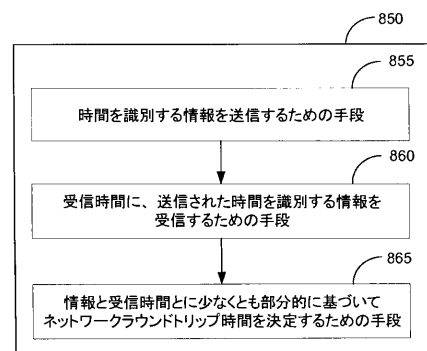 850
855
時間を識別する情報を送信するための手段
860
受信時間に、送信された時間を識別する情報を
受信するための手段
865
情報と受信時間とに少なくとも部分的に基づいて
ネットワークラウンドトリップ時間を決定するための手段